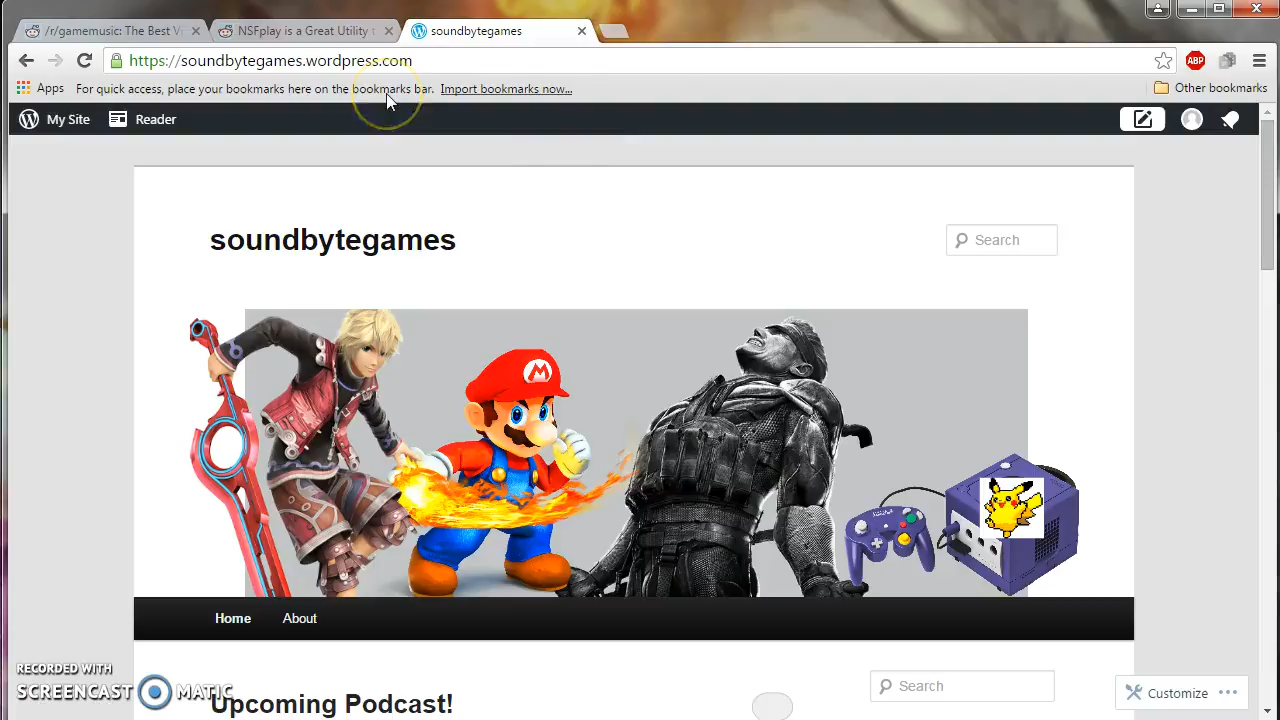 /r/gamemusic: The Best V
NSFplay is a Great Utility
soundbytegames
https://soundbytegames.wordpress.com
ABP
Apps
For quick access, place your bookmarks here on the bookmarks bar. Import bookmarks now...
Other bookmarks
My Site
Reader
soundbytegames
Search
M
Home
About
RECORDED WITH
SCREENCAST MATIC
Upcoming Podcast!
Search
Customize